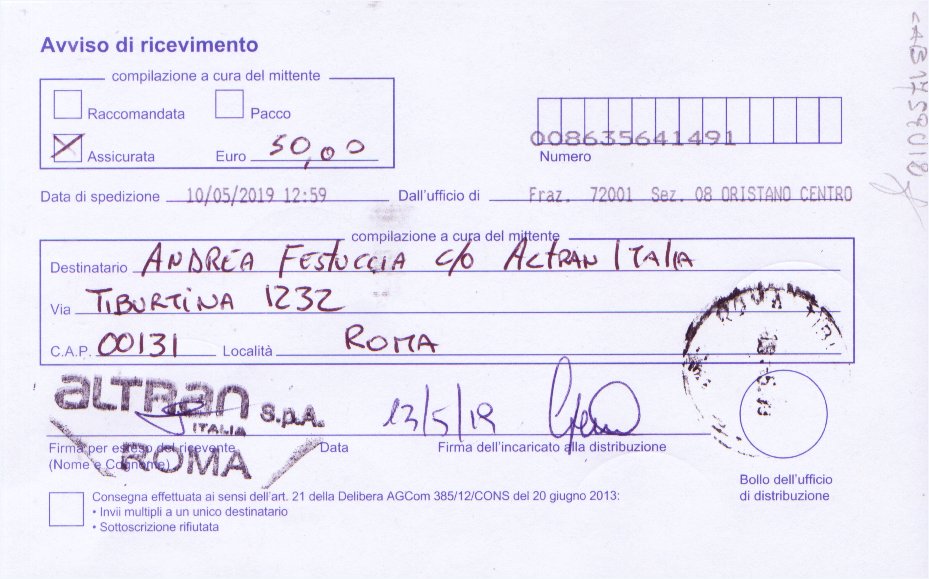 Avviso di ricevimento
compilazione a cura del mittente
Raccomandata Pacco
Assicurata Euro 50,00
008635641491
Numero
Data di spedizione 10/05/2019 12:59 Dall'ufficio di Fraz. 72001 Sez. 08 ORISTANO CENTRO
compilazione a cura del mittente
Destinatario ANDREA FESTUCCIA c/o ALTRAN ITALIA
Via TIBURTINA 1232
C.A.P. 00131 Località ROMA
ROMA TIBU
ALTRAN S.p.A.
ITALIA
ROMA
13/5/19
Firma per esteso del ricevente Data Firma dell'incaricato alla distribuzione
(Nome e Cognome)
Bollo dell'ufficio
di distribuzione
Consegna effettuata ai sensi dell'art. 21 della Delibera AGCom 385/12/CONS del 20 giugno 2013:
• Invii multipli a un unico destinatario
• Sottoscrizione rifiutata